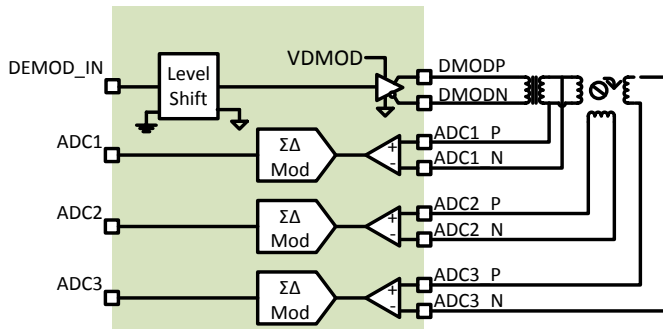 VDMOD
DMODP
DEMOD_IN
Level
Shift
DMODN
ADC1
ΣΔ
Mod
+
-
ADC1_P
ADC1_N
ADC2
ΣΔ
Mod
+
-
ADC2_P
ADC2_N
ADC3
ΣΔ
Mod
+
-
ADC3_P
ADC3_N